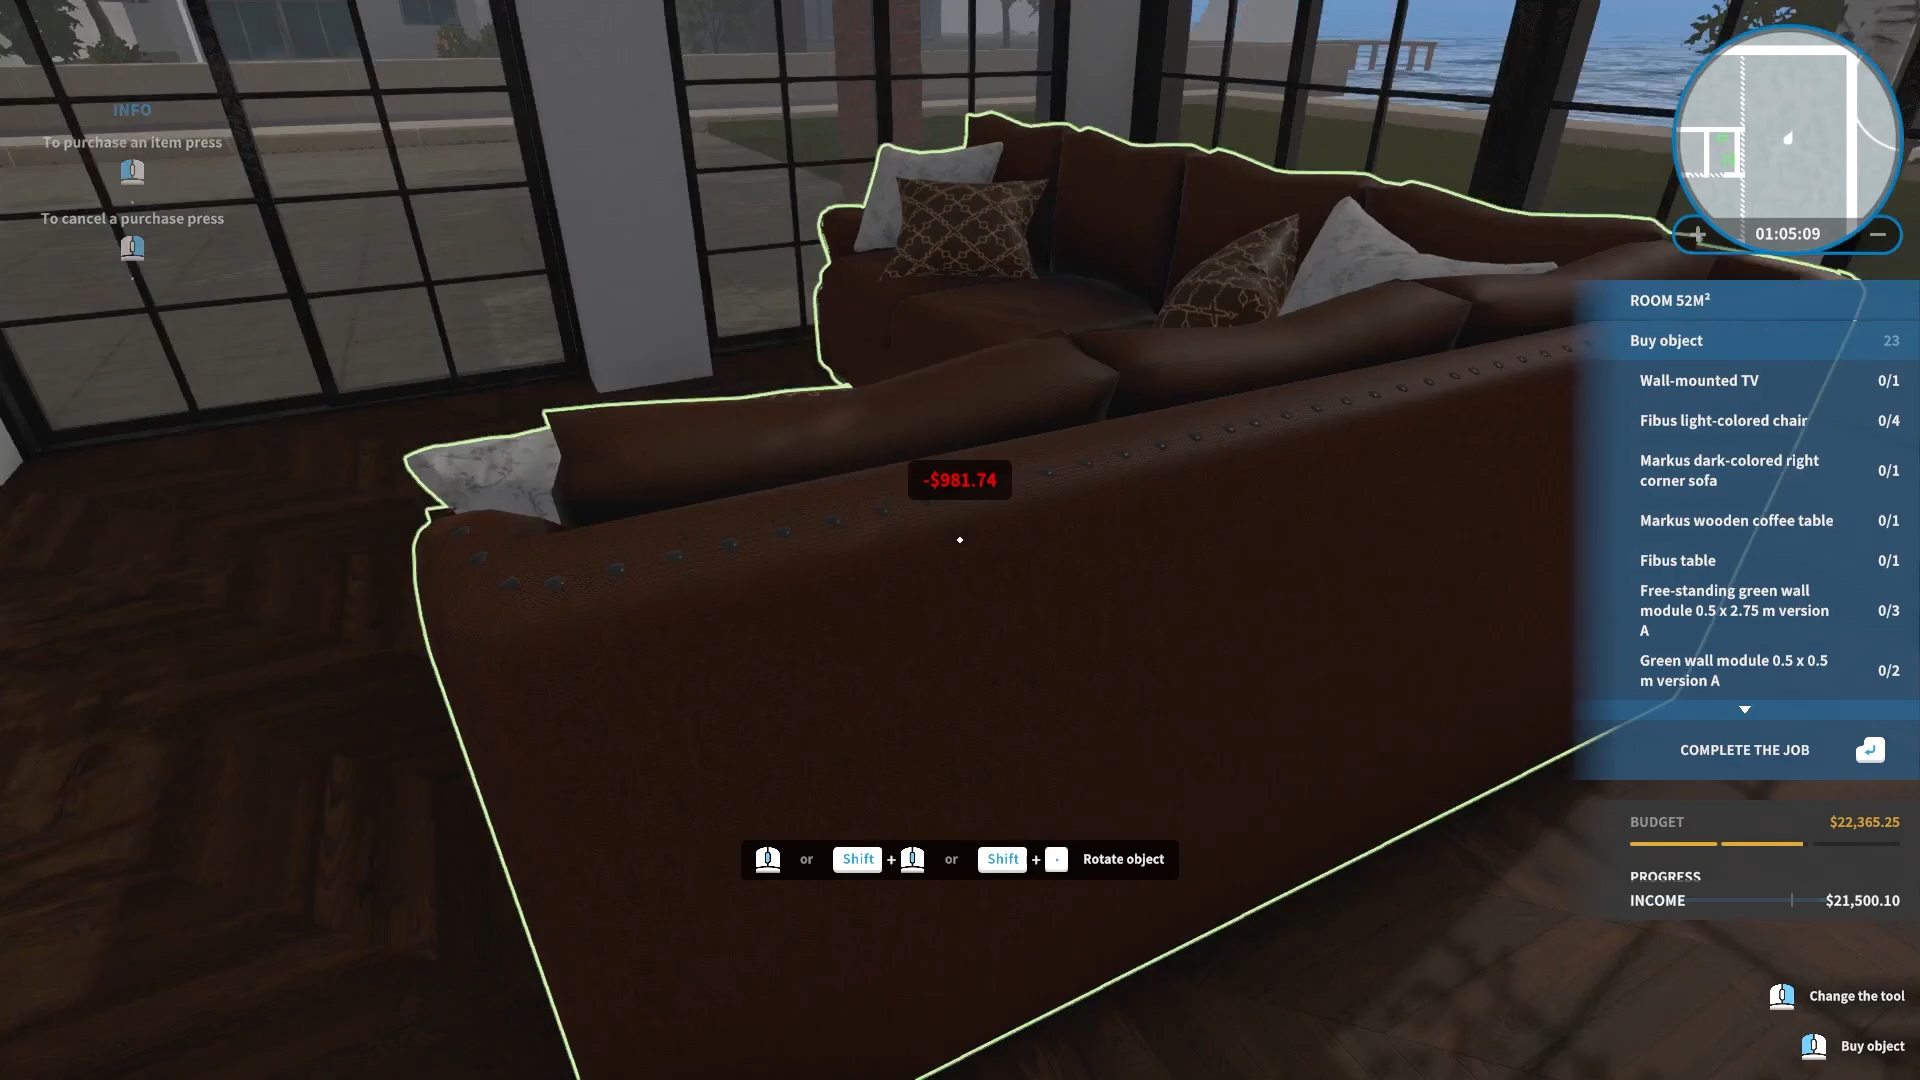 INFO
To purchase an item press
To cancel a purchase press
01:05:09
ROOM 52M²
Buy object 23
Wall-mounted TV 0/1
Fibus light-colored chair 0/4
Markus dark-colored right
corner sofa 0/1
Markus wooden coffee table 0/1
Fibus table 0/1
Free-standing green wall
module 0.5 x 2.75 m version
A 0/3
Green wall module 0.5 x 0.5
m version A 0/2
COMPLETE THE JOB
-$981.74
or Shift + or Shift + . Rotate object
BUDGET $22,365.25
PROGRESS
INCOME $21,500.10
Change the tool
Buy object